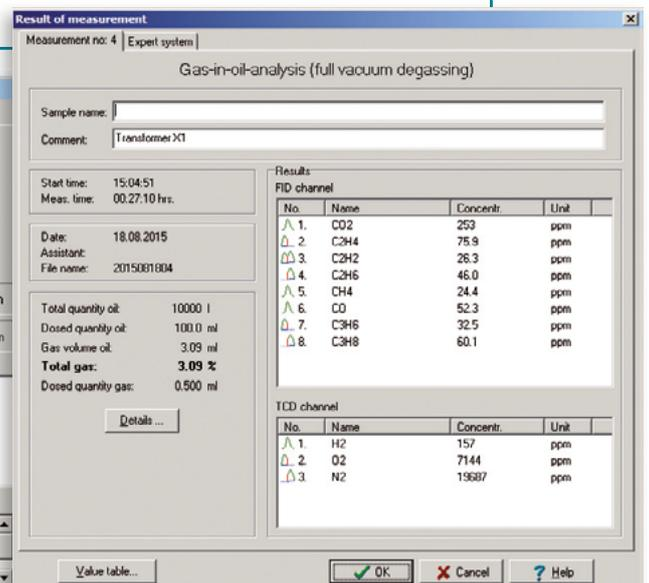 Result of measurement
Measurement no: 4 Expert system
Gas-in-oil-analysis (full vacuum degassing)
Sample name:
Comment: Transformer X1
Start time: 15:04:51
Meas. time: 00:27:10 hrs.
Date: 18.08.2015
Assistant:
File name: 2015081804
Total quantity oil: 10000 l
Dosed quantity oil: 100.0 ml
Gas volume oil: 3.09 ml
Total gas: 3.09 %
Dosed quantity gas: 0.500 ml
Details ...
Results
FID channel
No. Name Concentr. Unit
1. CO2 253 ppm
2. C2H4 75.9 ppm
3. C2H2 26.3 ppm
4. C2H6 46.0 ppm
5. CH4 24.4 ppm
6. CO 52.3 ppm
7. C3H6 32.5 ppm
8. C3H8 60.1 ppm
TCD channel
No. Name Concentr. Unit
1. H2 157 ppm
2. O2 7144 ppm
3. N2 19687 ppm
Value table... OK Cancel ? Help